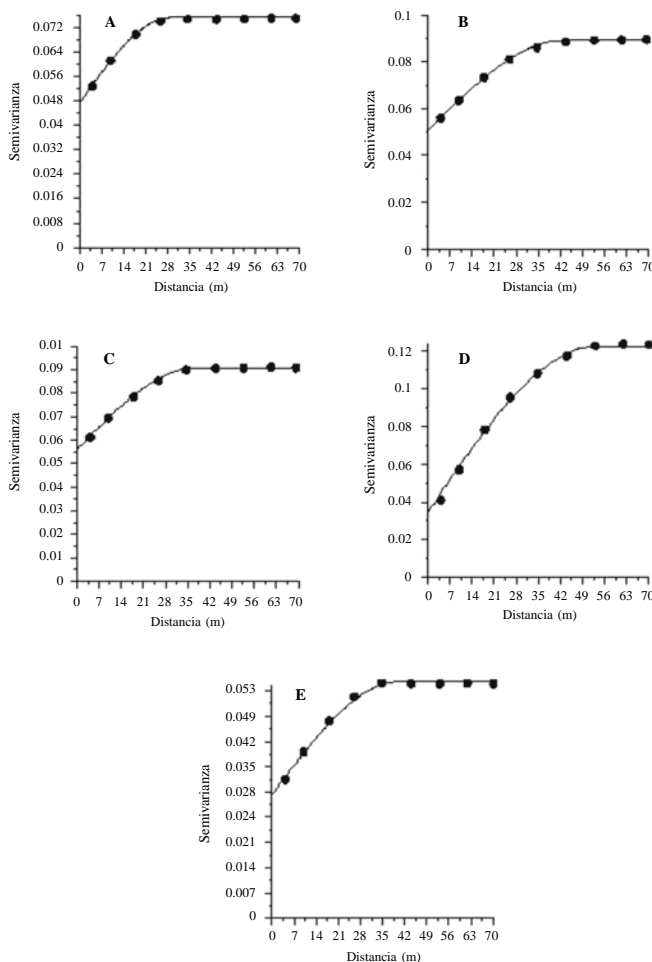 A
0.072
0.064
0.056
0.048
0.04
0.032
0.024
0.016
0.008
0
Semivarianza
0 7 14 21 28 35 42 49 56 63 70
Distancia (m)
B
0.1
0.08
0.06
0.04
0.02
0
Semivarianza
0 7 14 21 28 35 42 49 56 63 70
Distancia (m)
C
0.01
0.09
0.08
0.07
0.06
0.05
0.04
0.03
0.02
0.01
0
Semivarianza
0 7 14 21 28 35 42 49 56 63 70
Distancia (m)
D
0.12
0.12
0.08
0.06
0.04
0.02
0
Semivarianza
0 7 14 21 28 35 42 49 56 63 70
Distancia (m)
E
0.053
0.049
0.042
0.035
0.028
0.024
0.021
0.014
0.007
0
Semivarianza
0 7 14 21 28 35 42 49 56 63 70
Distancia (m)